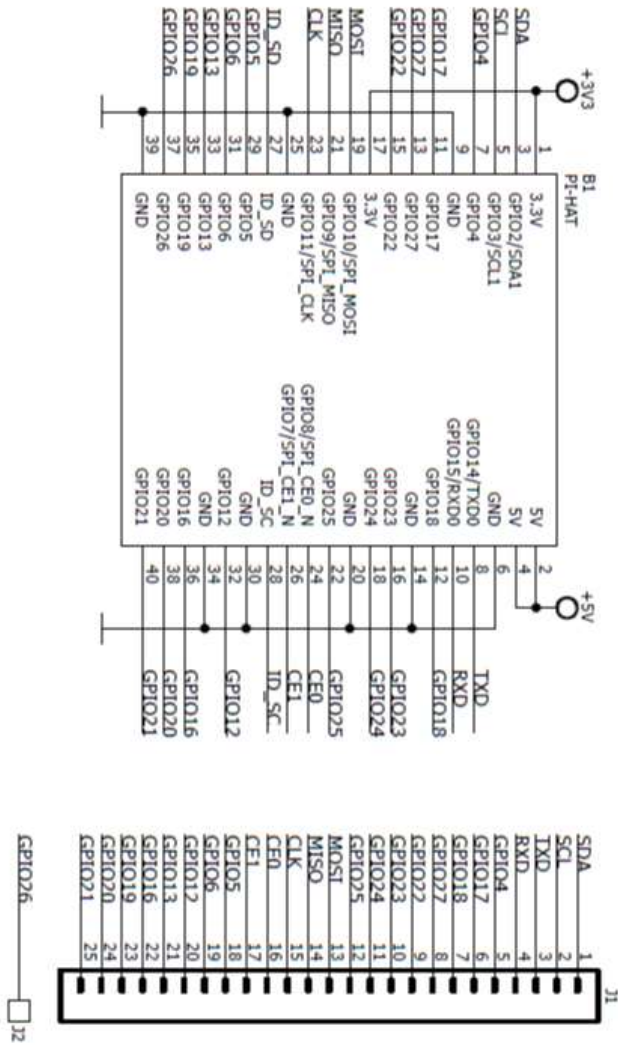 +3V3
+5V
B1
PI-HAT
1 3.3V 5V 2
SDA 3 GPIO2/SDA1 5V 4
SCL 5 GPIO3/SCL1 GND 6
GPIO4 7 GPIO4 GPIO14/TXD0 8 TXD
9 GND GPIO15/RXD0 10 RXD
GPIO17 11 GPIO17 GPIO18 12 GPIO18
GPIO27 13 GPIO27 GND 14
GPIO22 15 GPIO22 GPIO23 16 GPIO23
17 3.3V GPIO24 18 GPIO24
MOSI 19 GPIO10/SPI_MOSI GND 20
MISO 21 GPIO9/SPI_MISO GPIO25 22 GPIO25
CLK 23 GPIO11/SPI_CLK GPIO8/SPI_CE0_N 24 CE0
25 GND GPIO7/SPI_CE1_N 26 CE1
ID_SD 27 ID_SD ID_SC 28 ID_SC
GPIO5 29 GPIO5 GND 30
GPIO6 31 GPIO6 GPIO12 32 GPIO12
GPIO13 33 GPIO13 GND 34
GPIO19 35 GPIO19 GPIO16 36 GPIO16
GPIO26 37 GPIO26 GPIO20 38 GPIO20
39 GND GPIO21 40 GPIO21
J1
SDA 1
SCL 2
TXD 3
RXD 4
GPIO4 5
GPIO17 6
GPIO18 7
GPIO27 8
GPIO22 9
GPIO23 10
GPIO24 11
GPIO25 12
MOSI 13
MISO 14
CLK 15
CE0 16
CE1 17
GPIO5 18
GPIO6 19
GPIO12 20
GPIO13 21
GPIO16 22
GPIO19 23
GPIO20 24
GPIO21 25
GPIO26 J2